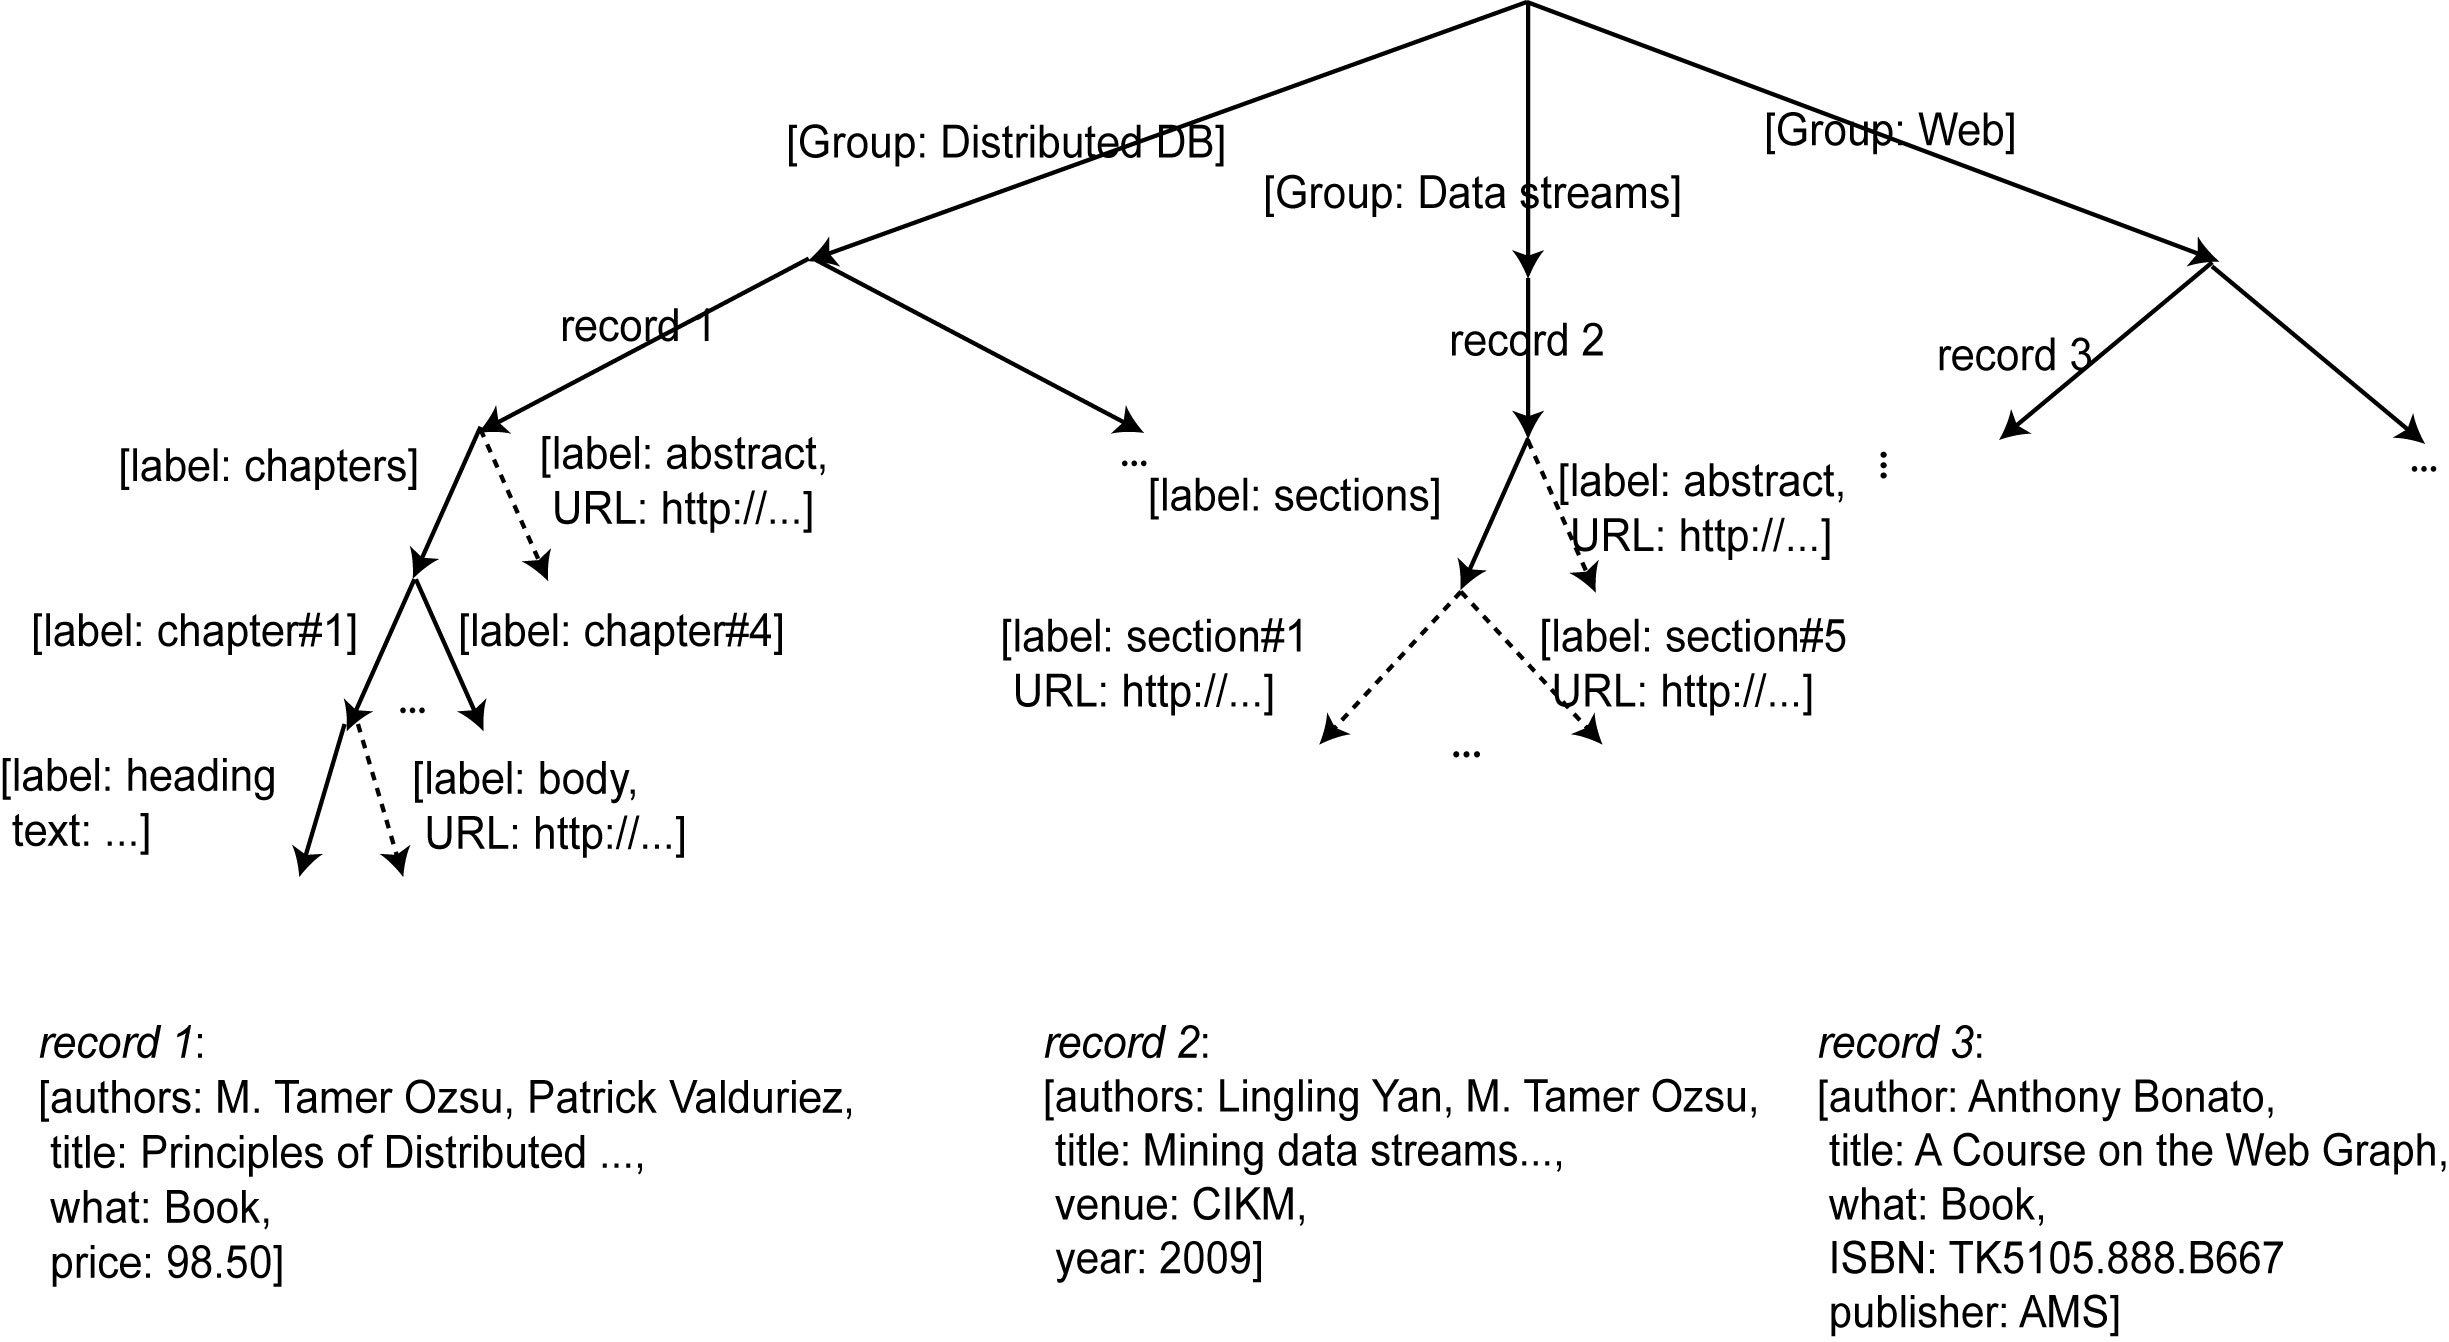 [Group: Distributed DB]
[Group: Web]
[Group: Data streams]
record 1
record 2
record 3
[label: chapters]
[label: abstract,
URL: http://...]
...
[label: sections]
[label: abstract,
URL: http://...]
...
...
[label: chapter#1]
[label: chapter#4]
...
[label: section#1
URL: http://...]
[label: section#5
URL: http://...]
...
[label: heading
text: ...]
[label: body,
URL: http://...]
record 1:
[authors: M. Tamer Ozsu, Patrick Valduriez,
title: Principles of Distributed ...,
what: Book,
price: 98.50]
record 2:
[authors: Lingling Yan, M. Tamer Ozsu,
title: Mining data streams...,
venue: CIKM,
year: 2009]
record 3:
[author: Anthony Bonato,
title: A Course on the Web Graph,
what: Book,
ISBN: TK5105.888.B667
publisher: AMS]